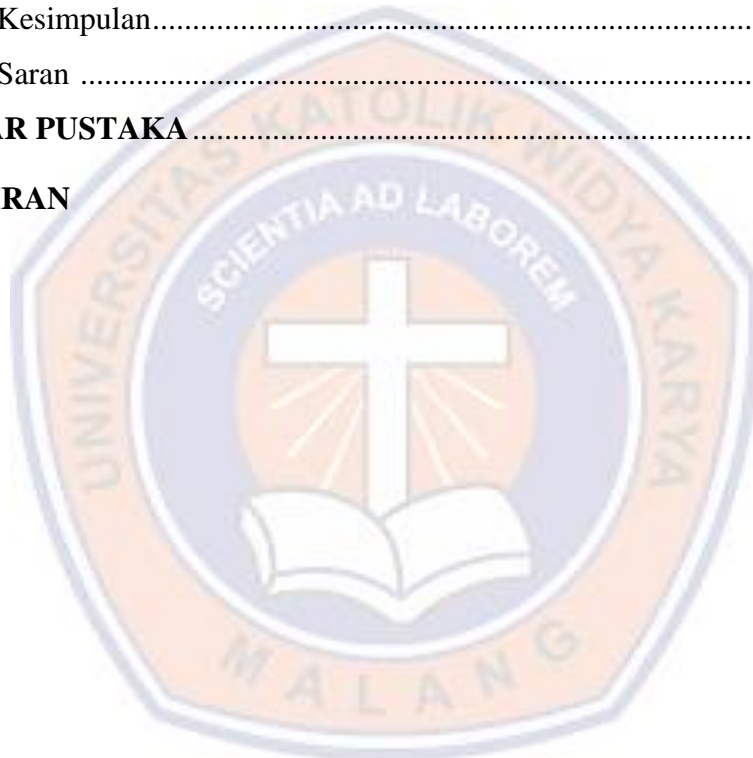 Kesimpulan........................................................................
Saran ..................................................................................
AR PUSTAKA................................................................
RAN
UNIVERSITAS KATOLIK WIDYA KARYA
SCIENTIA AD LABOREM
MALANG